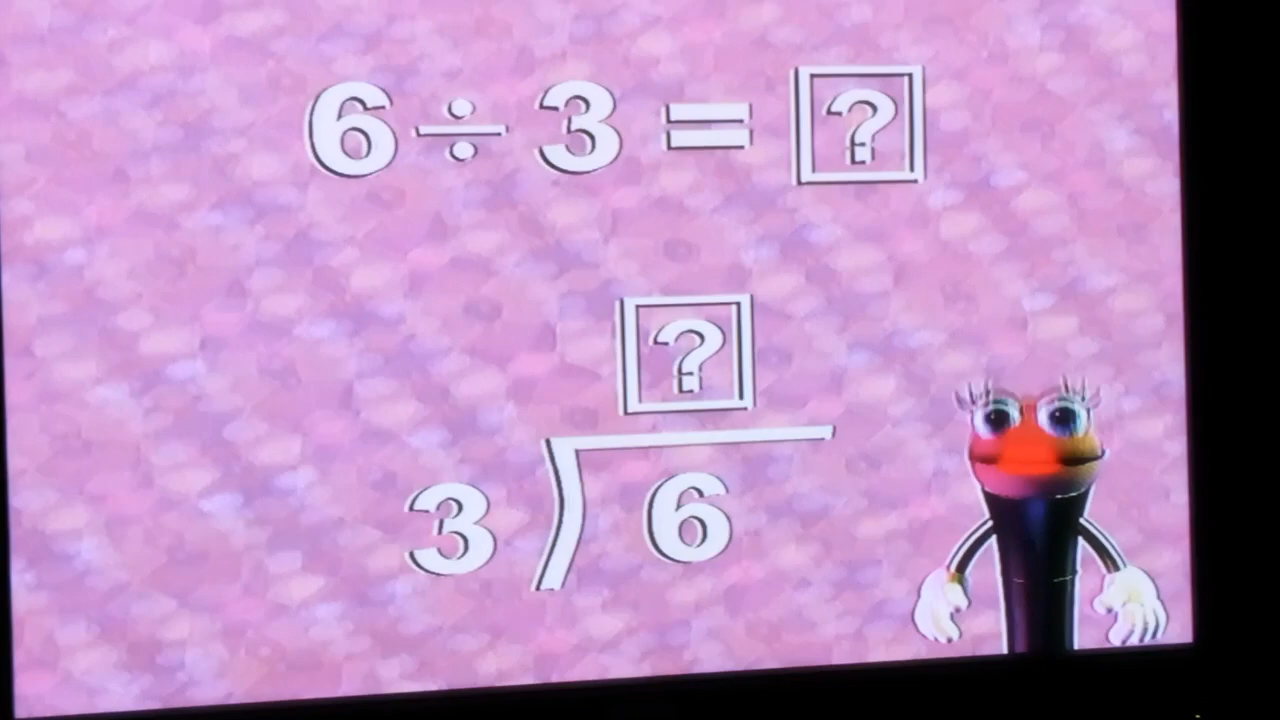 6 ÷ 3 = ?
?
3 ) 6